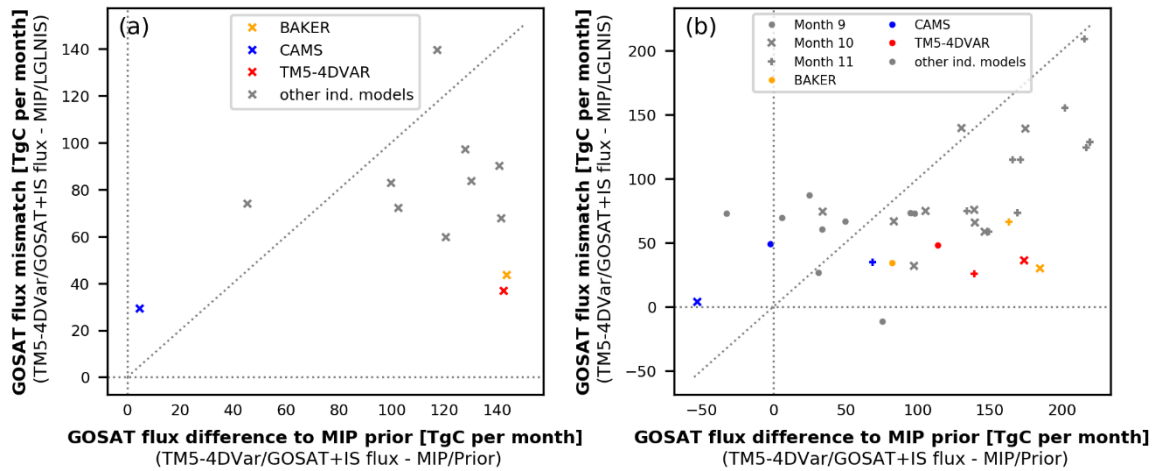 (a)
BAKER
CAMS
TM5-4DVAR
other ind. models
140
120
100
80
60
40
20
0
0 20 40 60 80 100 120 140
GOSAT flux mismatch [TgC per month]
(TM5-4DVar/GOSAT+IS flux - MIP/LGLNIS)
GOSAT flux difference to MIP prior [TgC per month]
(TM5-4DVar/GOSAT+IS flux - MIP/Prior)
(b)
Month 9
Month 10
Month 11
BAKER
CAMS
TM5-4DVAR
other ind. models
200
150
100
50
0
−50
−50 0 50 100 150 200
GOSAT flux mismatch [TgC per month]
(TM5-4DVar/GOSAT+IS flux - MIP/LGLNIS)
GOSAT flux difference to MIP prior [TgC per month]
(TM5-4DVar/GOSAT+IS flux - MIP/Prior)